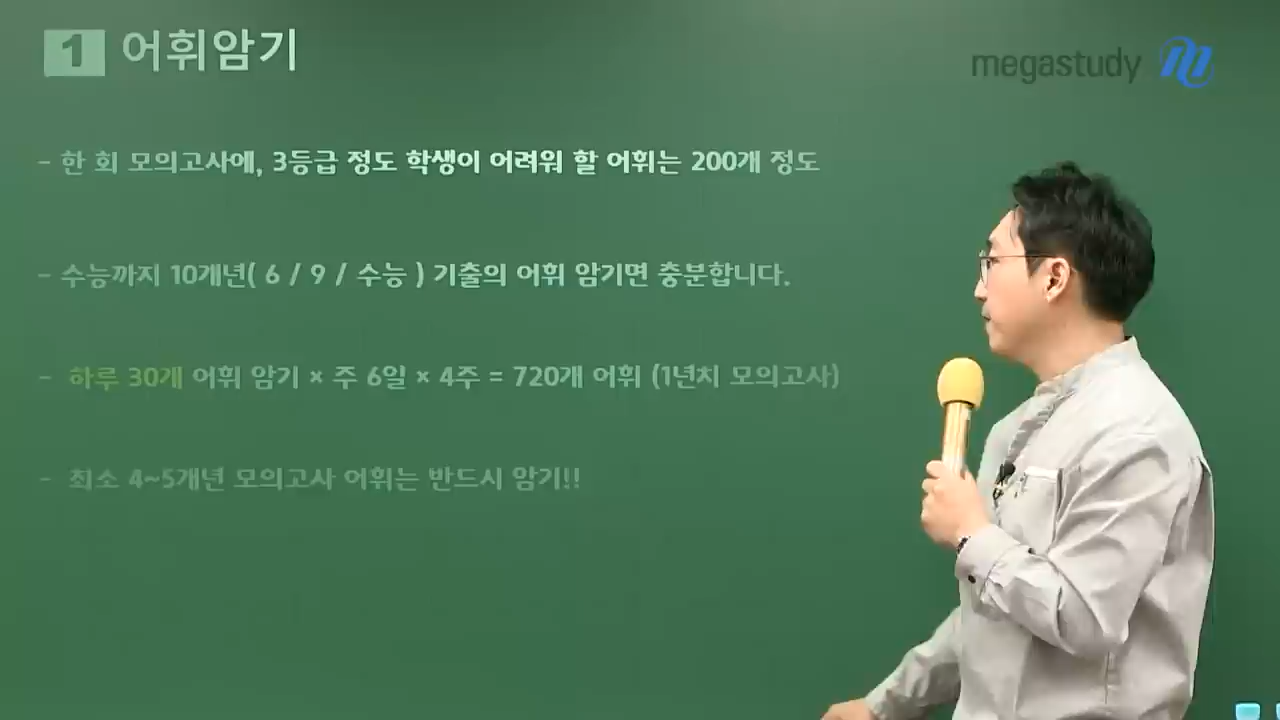 1 어휘암기
megastudy
- 한 회 모의고사에, 3등급 정도 학생이 어려워 할 어휘는 200개 정도
- 수능까지 10개년( 6 / 9 / 수능 ) 기출의 어휘 암기면 충분합니다.
- 하루 30개 어휘 암기 × 주 6일 × 4주 = 720개 어휘 (1년치 모의고사)
- 최소 4~5개년 모의고사 어휘는 반드시 암기!!